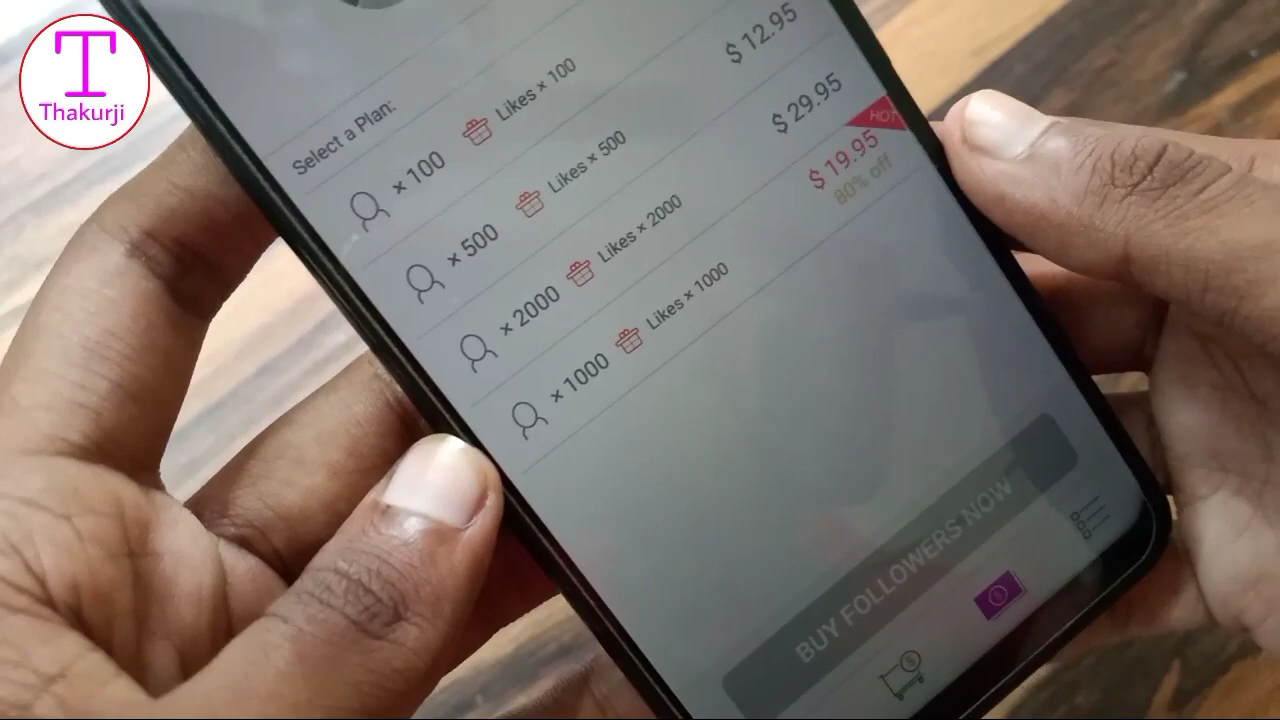 T
Thakurji
Select a Plan:
× 100 Likes × 100
× 500 Likes × 500 $ 12.95
× 2000 Likes × 2000 $ 29.95
HOT
× 1000 Likes × 1000 $ 19.95
80% off
BUY FOLLOWERS NOW